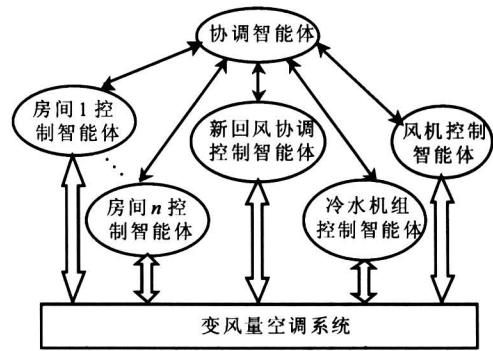 协调智能体
房间1控
制智能体
新回风协调
控制智能体
风机控制
智能体
…
房间n控
制智能体
冷水机组
控制智能体
变风量空调系统